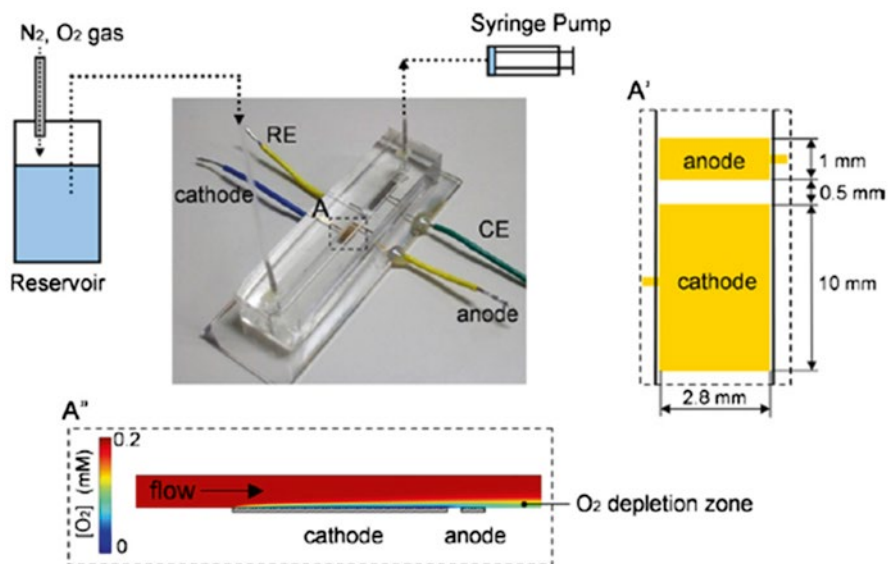 N₂, O₂ gas
Syringe Pump
Reservoir
RE
cathode
A
CE
anode
A'
anode
1 mm
0.5 mm
cathode
10 mm
2.8 mm
A"
[O₂] (mM)
0.2
0
flow
O₂ depletion zone
cathode
anode